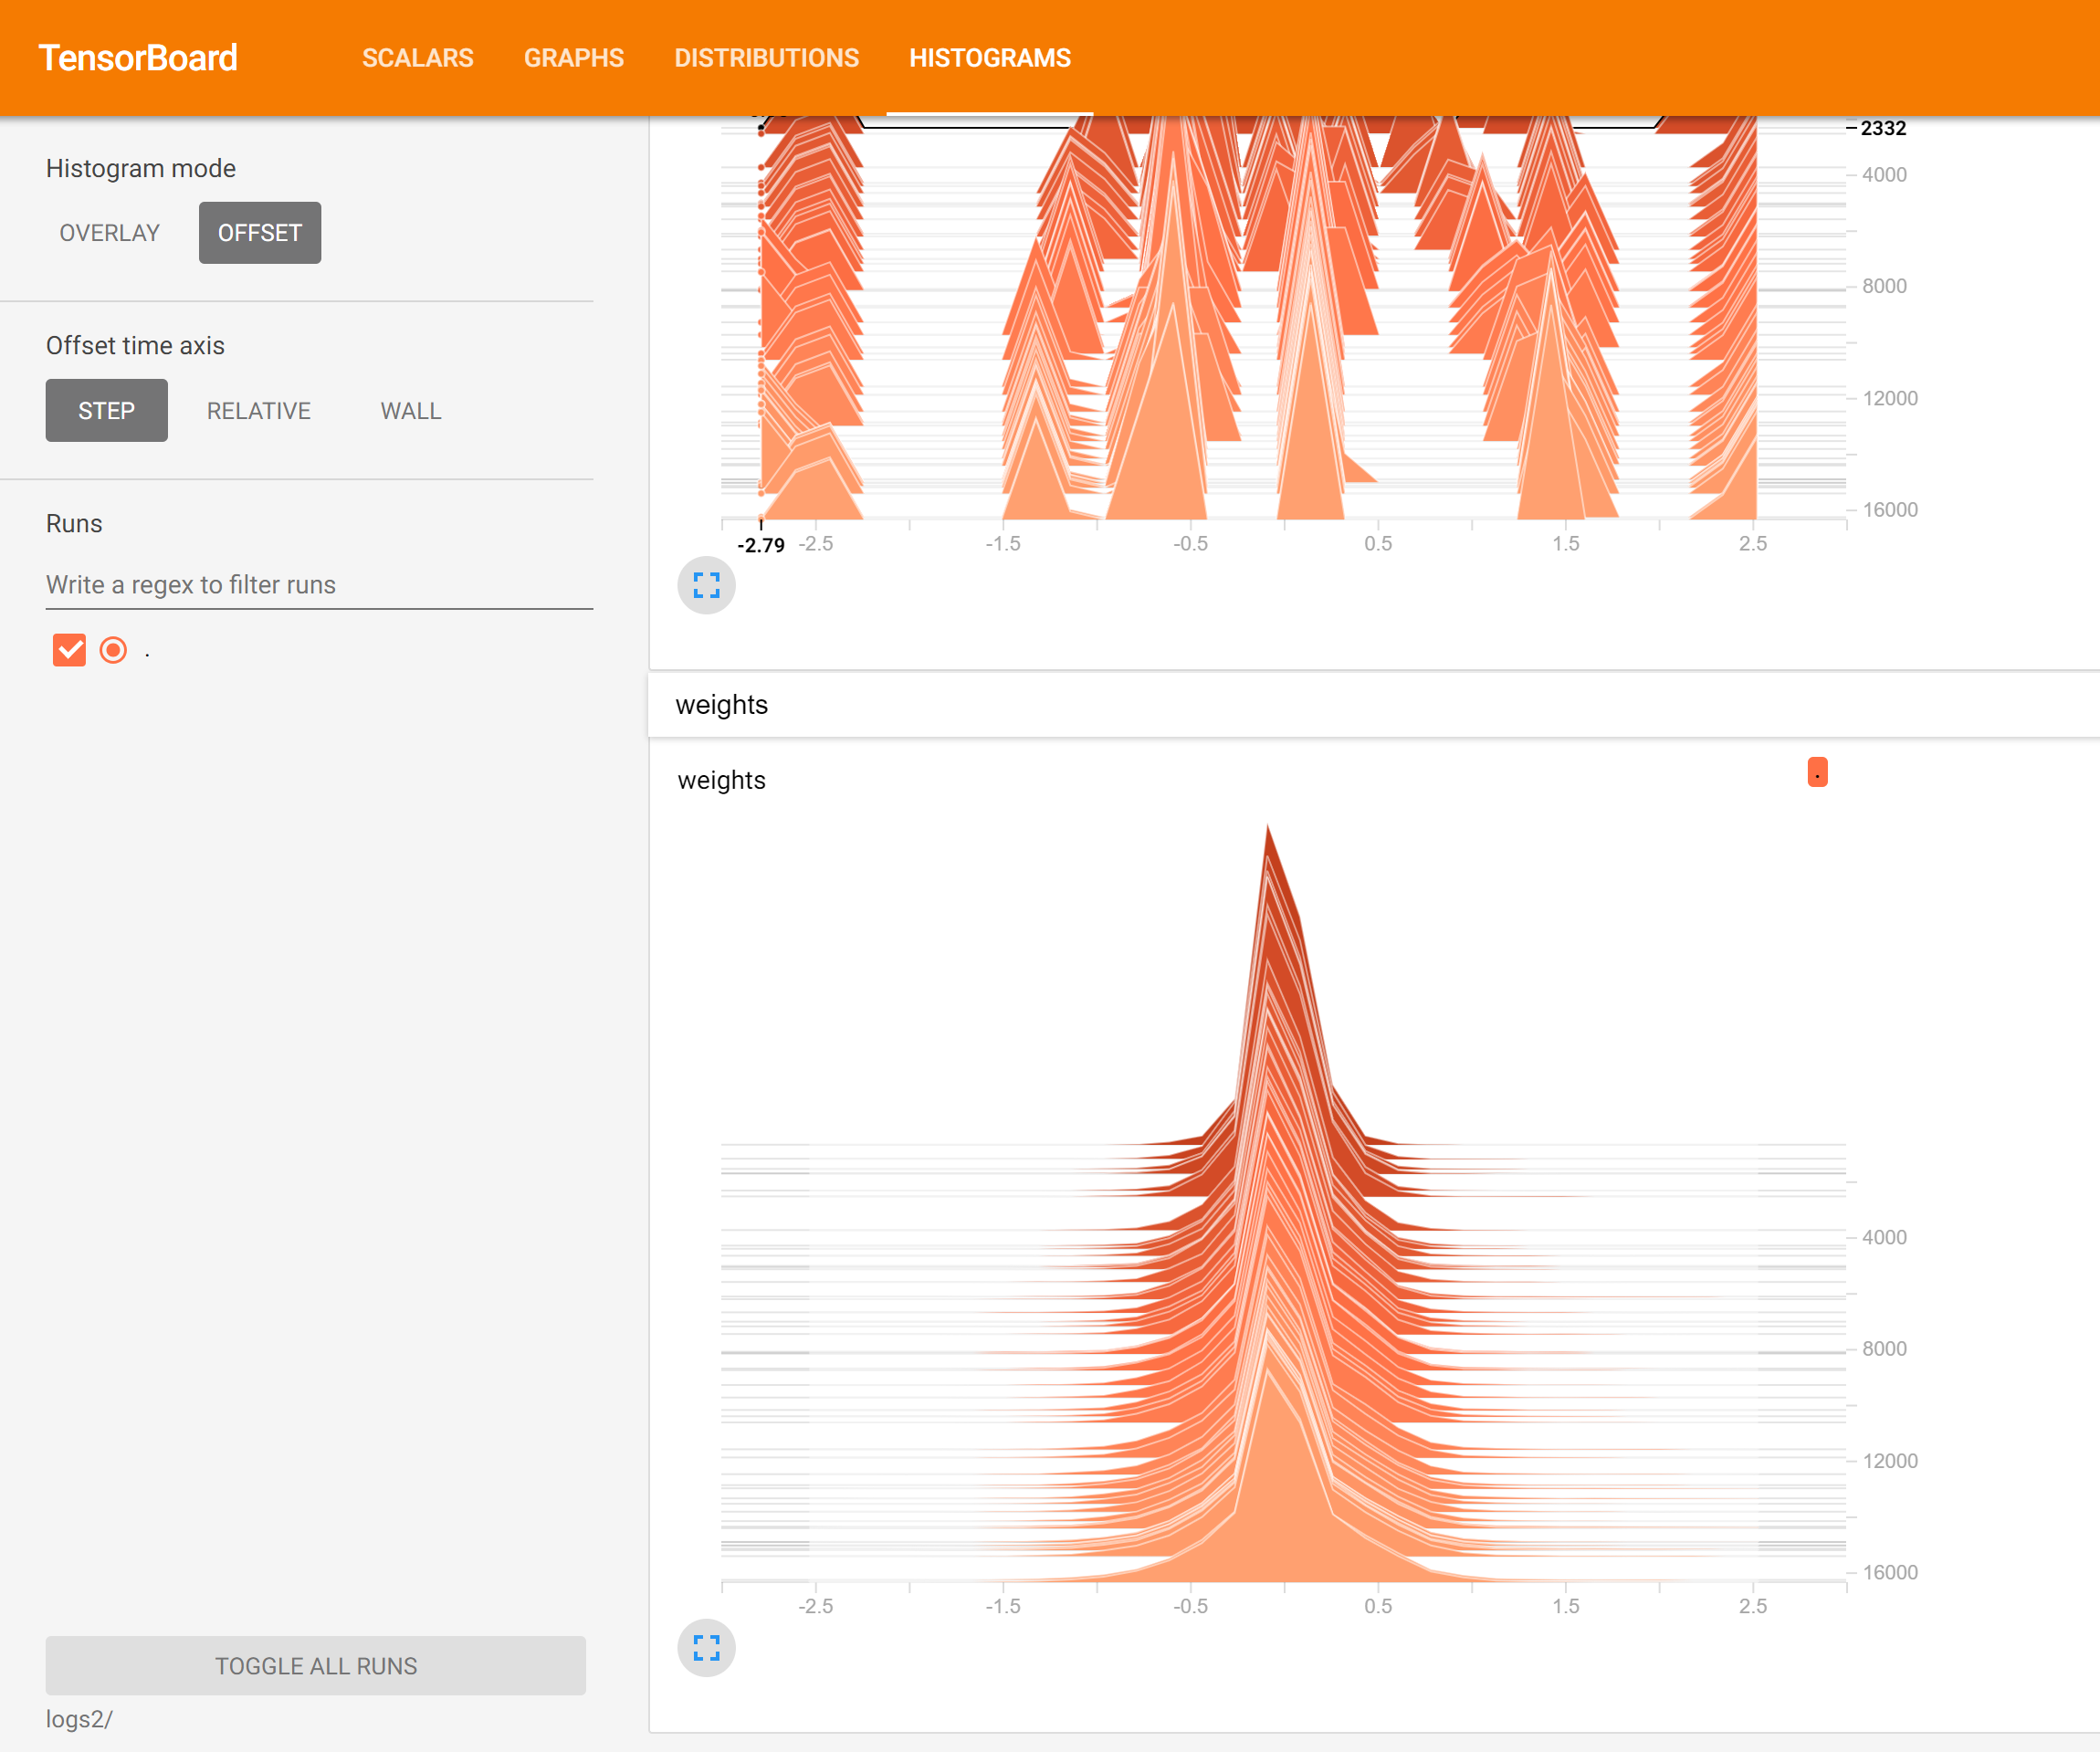 TensorBoard SCALARS GRAPHS DISTRIBUTIONS HISTOGRAMS
Histogram mode
OVERLAY OFFSET
Offset time axis
STEP RELATIVE WALL
Runs
Write a regex to filter runs
.
TOGGLE ALL RUNS
logs2/
2332
4000
8000
12000
16000
-2.79 -2.5 -1.5 -0.5 0.5 1.5 2.5
weights
weights
.
4000
8000
12000
16000
-2.5 -1.5 -0.5 0.5 1.5 2.5